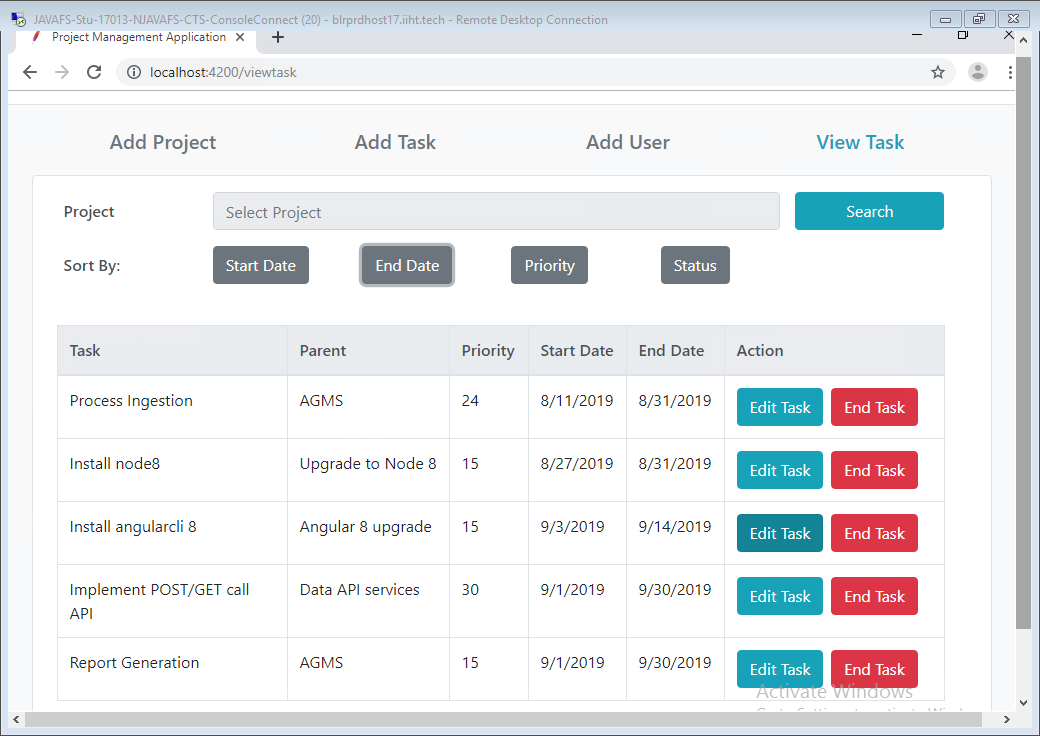 JAVAFS-Stu-17013-NJAVAFS-CTS-ConsoleConnect (20) - blrprdhost17.iiht.tech - Remote Desktop Connection
Project Management Application
localhost:4200/viewtask
Add Project Add Task Add User View Task
Project Select Project Search
Sort By: Start Date End Date Priority Status
Task Parent Priority Start Date End Date Action
Process Ingestion AGMS 24 8/11/2019 8/31/2019 Edit Task End Task
Install node8 Upgrade to Node 8 15 8/27/2019 8/31/2019 Edit Task End Task
Install angularcli 8 Angular 8 upgrade 15 9/3/2019 9/14/2019 Edit Task End Task
Implement POST/GET call Data API services 30 9/1/2019 9/30/2019 Edit Task End Task
API
Report Generation AGMS 15 9/1/2019 9/30/2019 Edit Task End Task
Activate Windows